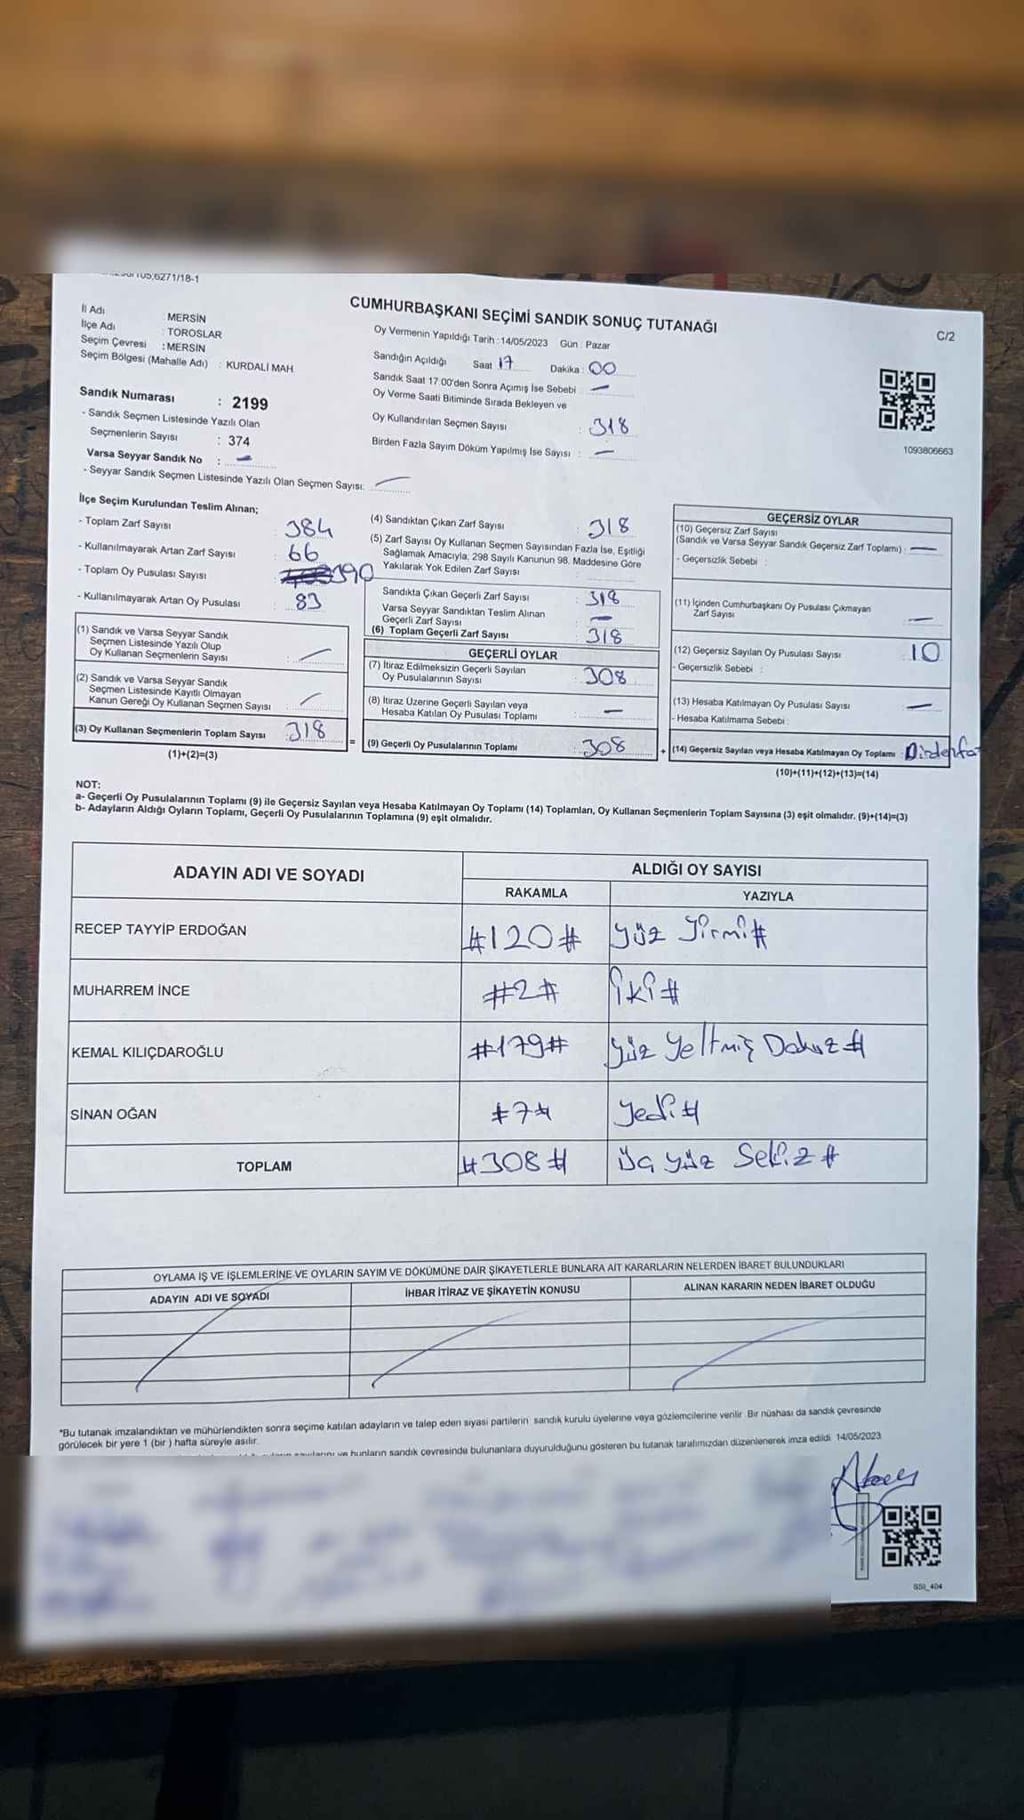 6271/18-1
CUMHURBAŞKANI SEÇİMİ SANDIK SONUÇ TUTANAĞI
C/2
İl Adı : MERSİN
İlçe Adı : TOROSLAR
Seçim Çevresi : MERSİN
Seçim Bölgesi (Mahalle Adı) : KURDALİ MAH.
Oy Vermenin Yapıldığı Tarih : 14/05/2023 Gün : Pazar
Sandığın Açıldığı Saat 17 Dakika : 00
Sandık Saat 17:00'den Sonra Açımış İse Sebebi : —
Oy Verme Saati Bitiminde Sırada Bekleyen ve
Oy Kullandırılan Seçmen Sayısı : 318
Birden Fazla Sayım Döküm Yapılmış İse Sayısı : —
1093806663
Sandık Numarası : 2199
- Sandık Seçmen Listesinde Yazılı Olan
Seçmenlerin Sayısı : 374
Varsa Seyyar Sandık No : —
- Seyyar Sandık Seçmen Listesinde Yazılı Olan Seçmen Sayısı: —
İlçe Seçim Kurulundan Teslim Alınan;
- Toplam Zarf Sayısı : 384
- Kullanılmayarak Artan Zarf Sayısı : 66
- Toplam Oy Pusulası Sayısı : 390
- Kullanılmayarak Artan Oy Pusulası : 83
(1) Sandık ve Varsa Seyyar Sandık
Seçmen Listesinde Yazılı Olup
Oy Kullanan Seçmenlerin Sayısı : —
(2) Sandık ve Varsa Seyyar Sandık
Seçmen Listesinde Kayıtlı Olmayan
Kanun Gereği Oy Kullanan Seçmen Sayısı : —
(3) Oy Kullanan Seçmenlerin Toplam Sayısı : 318
(1)+(2)=(3)
(4) Sandıktan Çıkan Zarf Sayısı : 318
(5) Zarf Sayısı Oy Kullanan Seçmen Sayısından Fazla İse, Eşitliği
Sağlamak Amacıyla, 298 Sayılı Kanunun 98. Maddesine Göre
Yakılarak Yok Edilen Zarf Sayısı :
Sandıkta Çıkan Geçerli Zarf Sayısı : 318
Varsa Seyyar Sandıktan Teslim Alınan
Geçerli Zarf Sayısı : —
(6) Toplam Geçerli Zarf Sayısı : 318
GEÇERLİ OYLAR
(7) İtiraz Edilmeksizin Geçerli Sayılan
Oy Pusulalarının Sayısı : 308
(8) İtiraz Üzerine Geçerli Sayılan veya
Hesaba Katılan Oy Pusulası Toplamı : —
(9) Geçerli Oy Pusulalarının Toplamı : 308
GEÇERSİZ OYLAR
(10) Geçersiz Zarf Sayısı
(Sandık ve Varsa Seyyar Sandık Geçersiz Zarf Toplamı) : —
- Geçersizlik Sebebi :
(11) İçinden Cumhurbaşkanı Oy Pusulası Çıkmayan
Zarf Sayısı : —
(12) Geçersiz Sayılan Oy Pusulası Sayısı : 10
- Geçersizlik Sebebi :
(13) Hesaba Katılmayan Oy Pusulası Sayısı : —
- Hesaba Katılmama Sebebi :
(14) Geçersiz Sayılan veya Hesaba Katılmayan Oy Toplamı :
(10)+(11)+(12)+(13)=(14)
NOT:
a- Geçerli Oy Pusulalarının Toplamı (9) ile Geçersiz Sayılan veya Hesaba Katılmayan Oy Toplamı (14) Toplamları, Oy Kullanan Seçmenlerin Toplam Sayısına (3) eşit olmalıdır. (9)+(14)=(3)
b- Adayların Aldığı Oyların Toplamı, Geçerli Oy Pusulalarının Toplamına (9) eşit olmalıdır.
ADAYIN ADI VE SOYADI
ALDIĞI OY SAYISI
RAKAMLA YAZIYLA
RECEP TAYYİP ERDOĞAN #120# Yüz Yirmi#
MUHARREM İNCE #2# İki#
KEMAL KILIÇDAROĞLU #179# Yüz Yeltmiş Dokuz#
SİNAN OĞAN #7# Yedi#
TOPLAM #308# Üç yüz Sekiz#
OYLAMA İŞ VE İŞLEMLERİNE VE OYLARIN SAYIM VE DÖKÜMÜNE DAİR ŞİKAYETLERLE BUNLARA AİT KARARLARIN NELERDEN İBARET BULUNDUKLARI
ADAYIN ADI VE SOYADI İHBAR İTİRAZ VE ŞİKAYETİN KONUSU ALINAN KARARIN NEDEN İBARET OLDUĞU
*Bu tutanak imzalandıktan ve mühürlendikten sonra seçime katılan adayların ve talep eden siyasi partilerin sandık kurulu üyelerine veya gözlemcilerine verilir. Bir nüshası da sandık çevresinde
görülecek bir yere 1 (bir) hafta süreyle asılır.
ve bunların sandık çevresinde bulunanlara duyurulduğunu gösteren bu tutanak tarafımızdan düzenlenerek imza edildi. 14/05/2023
SSI_404